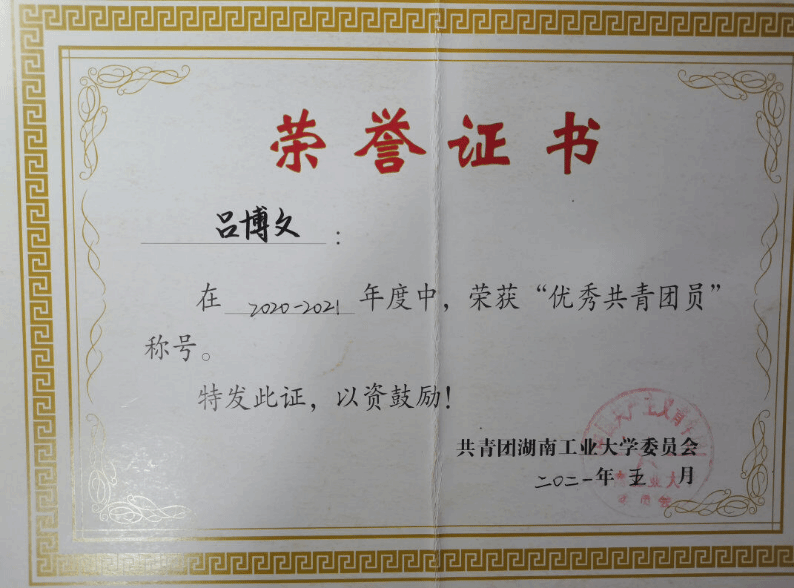 荣誉证书
吕博文：
在 2020-2021 年度中，荣获“优秀共青团员”
称号。
特发此证，以资鼓励！
共青团湖南工业大学委员会
二〇二一年五月